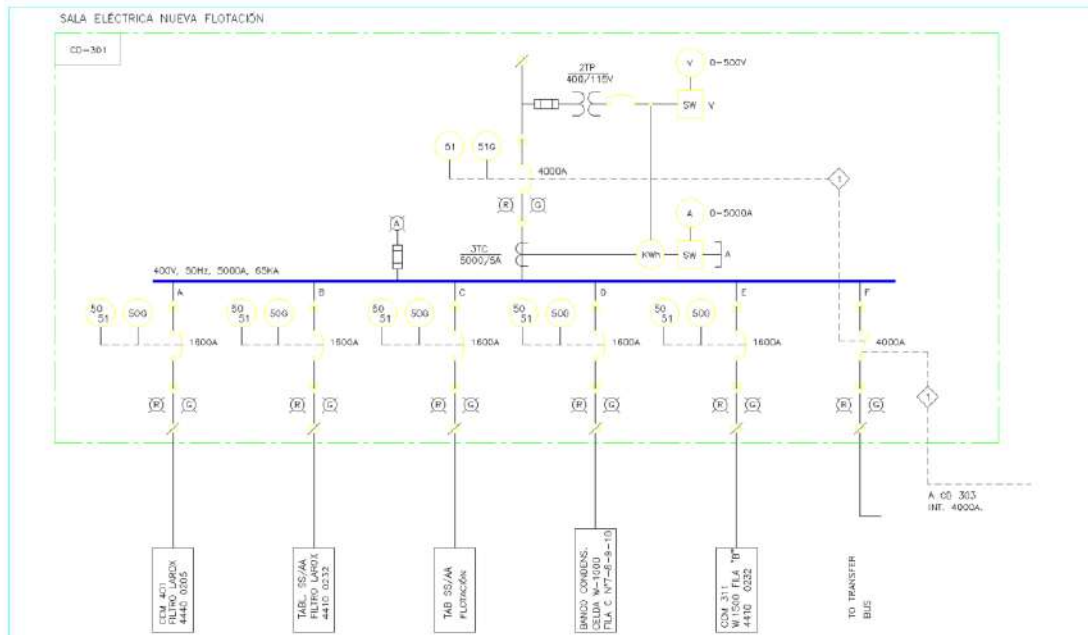 SALA ELÉCTRICA NUEVA FLOTACIÓN
CD-301
2TP
400/115V
V
0-500V
SW
V
51
51G
4000A
1
R
G
A
0-5000A
3TC
5000/5A
KWh
SW
A
A
400V, 50Hz, 5000A, 65KA
A
B
C
D
E
F
50
51
50G
1600A
50
51
50G
1600A
50
51
50G
1600A
50
51
50G
1600A
50
51
50G
1600A
4000A
R
G
R
G
R
G
R
G
R
G
R
G
1
A CD 303
INT. 4000A.
CCM 401
FILTRO LAROX
4440 0205
TABL. SS/AA
FILTRO LAROX
4410 0232
TAB SS/AA
FLOTACIÓN
BANCO CONDENS.
CELDA W-1000
FILA C N°7-8-9-10
CCM 311
W.1500 FILA "B"
4410 0232
TO TRANSFER
BUS